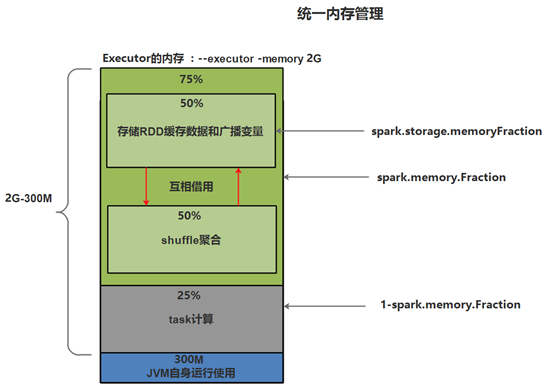 统一内存管理
Executor的内存 ：--executor -memory 2G
75%
50%
存储RDD缓存数据和广播变量
spark.storage.memoryFraction
互相借用
spark.memory.Fraction
2G-300M
50%
shuffle聚合
25%
task计算
1-spark.memory.Fraction
300M
JVM自身运行使用